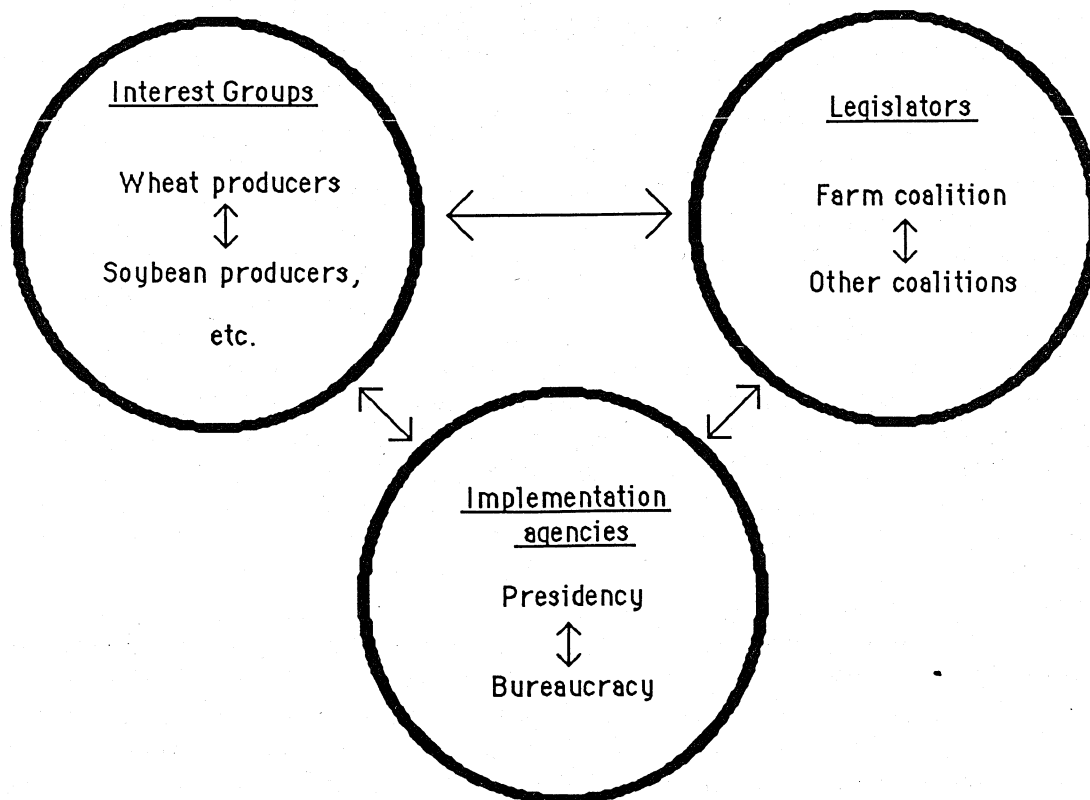 Interest Groups
Wheat producers
Soybean producers,
etc.
Legislators
Farm coalition
Other coalitions
Implementation
agencies
Presidency
Bureaucracy